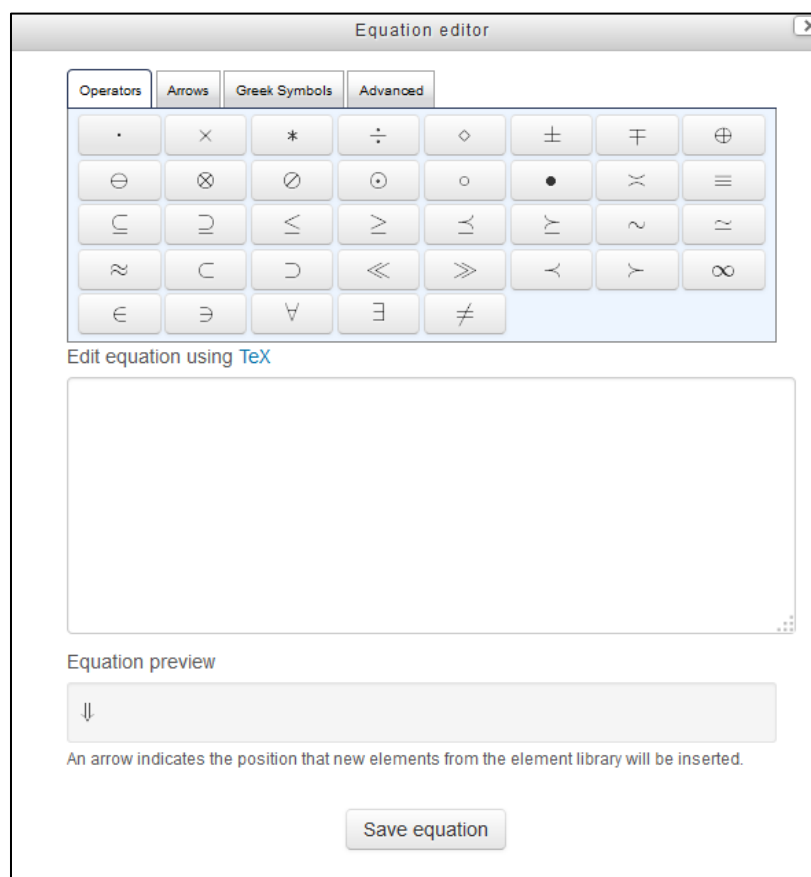 Equation editor
Operators Arrows Greek Symbols Advanced
· × * ÷ ⋄ ± ∓ ⊕
⊖ ⊗ ⊘ ⊙ ∘ • ≍ ≡
⊆ ⊇ ≤ ≥ ⪯ ⪰ ∼ ≃
≈ ⊂ ⊃ ≪ ≫ ≺ ≻ ∞
∈ ∋ ∀ ∃ ≠
Edit equation using TeX
Equation preview
⇓
An arrow indicates the position that new elements from the element library will be inserted.
Save equation